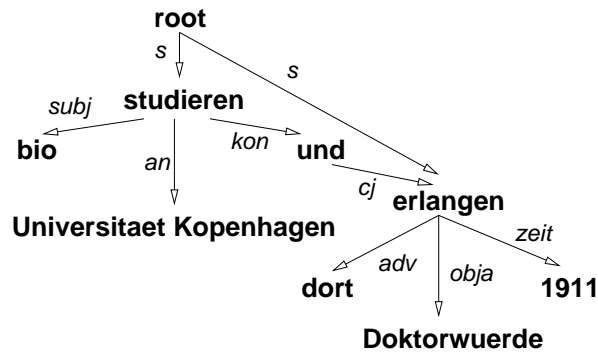 root
s
s
studieren
subj
kon
bio
und
an
cj
erlangen
Universitaet Kopenhagen
zeit
adv
obja
dort
1911
Doktorwuerde